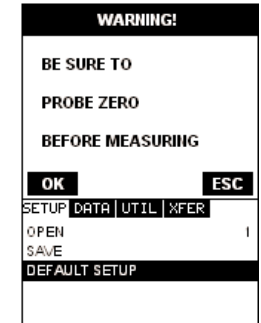 WARNING!
BE SURE TO
PROBE ZERO
BEFORE MEASURING
OK ESC
SETUP DATA UTIL XFER
OPEN 1
SAVE
DEFAULT SETUP